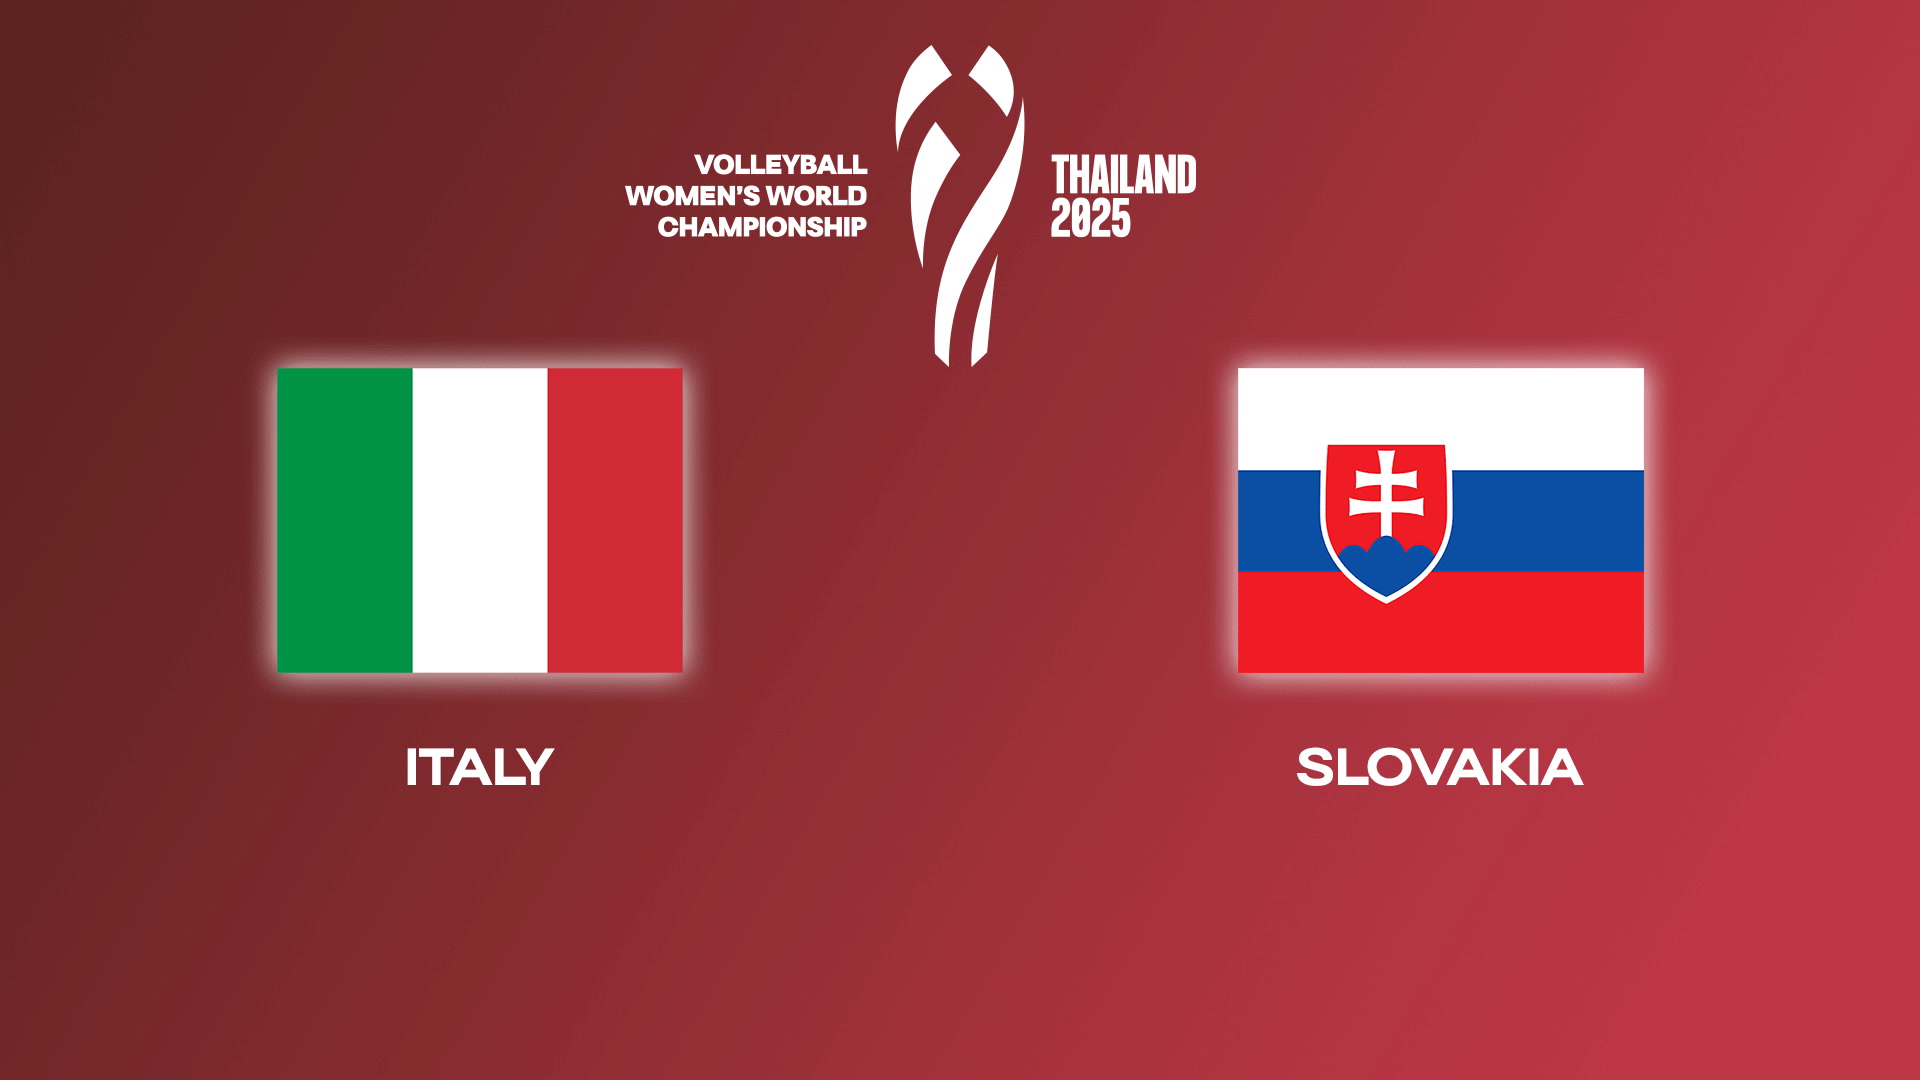 VOLLEYBALL
WOMEN'S WORLD
CHAMPIONSHIP
THAILAND
2025
ITALY
SLOVAKIA